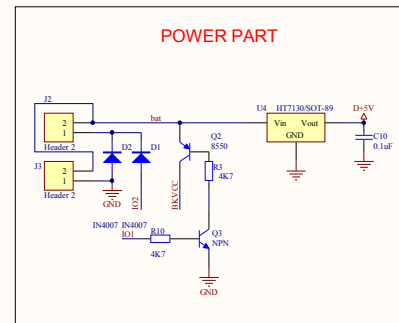 POWER PART
J2
2
1
Header 2
J3
2
1
Header 2
bat
D2
D1
GND
IO2
IN4007 IN4007
IO1
R10
4K7
BKVCC
Q2
8550
R3
4K7
Q3
NPN
GND
U4 HT7130/SOT-89
Vin Vout
GND
D+5V
C10
0.1uF